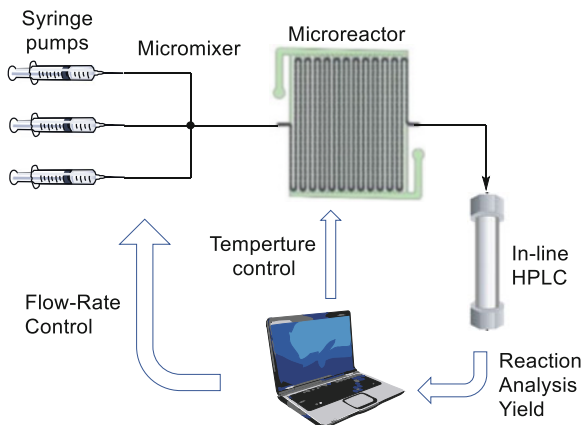 Syringe
pumps
Micromixer
Microreactor
Temperture
control
In-line
HPLC
Flow-Rate
Control
Reaction
Analysis
Yield